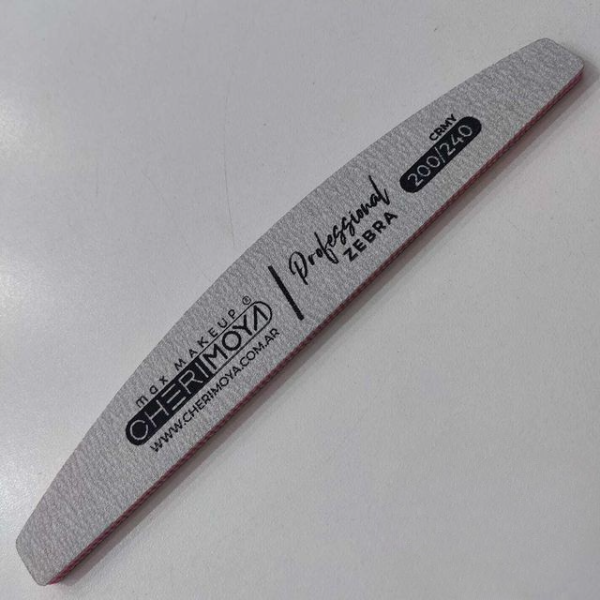 max MAKEUP ®
CHERIMOYA
WWW.CHERIMOYA.COM.AR
Professional
ZEBRA
CRMY
200/240